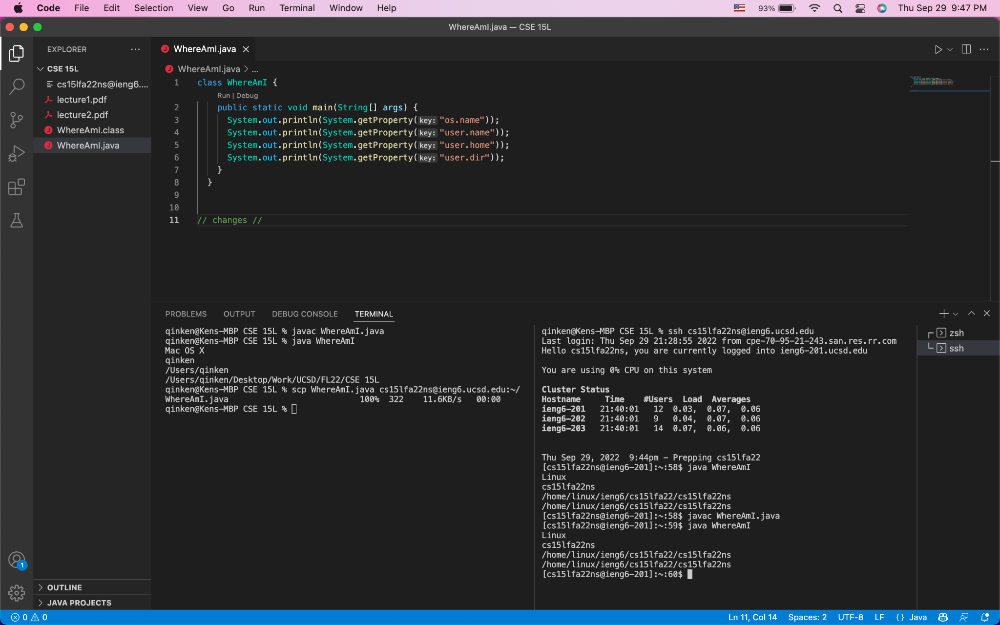 Code File Edit Selection View Go Run Terminal Window Help 93% Thu Sep 29 9:47 PM
WhereAmI.java — CSE 15L
EXPLORER
CSE 15L
cs15lfa22ns@ieng6....
lecture1.pdf
lecture2.pdf
WhereAmI.class
WhereAmI.java
OUTLINE
JAVA PROJECTS
WhereAmI.java
WhereAmI.java > ...
1 class WhereAmI {
Run | Debug
2 public static void main(String[] args) {
3 System.out.println(System.getProperty(key: "os.name"));
4 System.out.println(System.getProperty(key: "user.name"));
5 System.out.println(System.getProperty(key: "user.home"));
6 System.out.println(System.getProperty(key: "user.dir"));
7 }
8 }
9
10
11 // changes //
PROBLEMS OUTPUT DEBUG CONSOLE TERMINAL
qinken@Kens-MBP CSE 15L % javac WhereAmI.java
qinken@Kens-MBP CSE 15L % java WhereAmI
Mac OS X
qinken
/Users/qinken
/Users/qinken/Desktop/Work/UCSD/FL22/CSE 15L
qinken@Kens-MBP CSE 15L % scp WhereAmI.java cs15lfa22ns@ieng6.ucsd.edu:~/
WhereAmI.java 100% 322 11.6KB/s 00:00
qinken@Kens-MBP CSE 15L %
qinken@Kens-MBP CSE 15L % ssh cs15lfa22ns@ieng6.ucsd.edu
Last login: Thu Sep 29 21:28:55 2022 from cpe-70-95-21-243.san.res.rr.com
Hello cs15lfa22ns, you are currently logged into ieng6-201.ucsd.edu
You are using 0% CPU on this system
Cluster Status
Hostname Time #Users Load Averages
ieng6-201 21:40:01 12 0.03, 0.07, 0.06
ieng6-202 21:40:01 9 0.04, 0.07, 0.06
ieng6-203 21:40:01 14 0.07, 0.06, 0.06
Thu Sep 29, 2022 9:44pm - Prepping cs15lfa22
[cs15lfa22ns@ieng6-201]:~:58$ java WhereAmI
Linux
cs15lfa22ns
/home/linux/ieng6/cs15lfa22/cs15lfa22ns
/home/linux/ieng6/cs15lfa22/cs15lfa22ns
[cs15lfa22ns@ieng6-201]:~:58$ javac WhereAmI.java
[cs15lfa22ns@ieng6-201]:~:59$ java WhereAmI
Linux
cs15lfa22ns
/home/linux/ieng6/cs15lfa22/cs15lfa22ns
/home/linux/ieng6/cs15lfa22/cs15lfa22ns
[cs15lfa22ns@ieng6-201]:~:60$
zsh
ssh
1
0 0 Ln 11, Col 14 Spaces: 2 UTF-8 LF {} Java